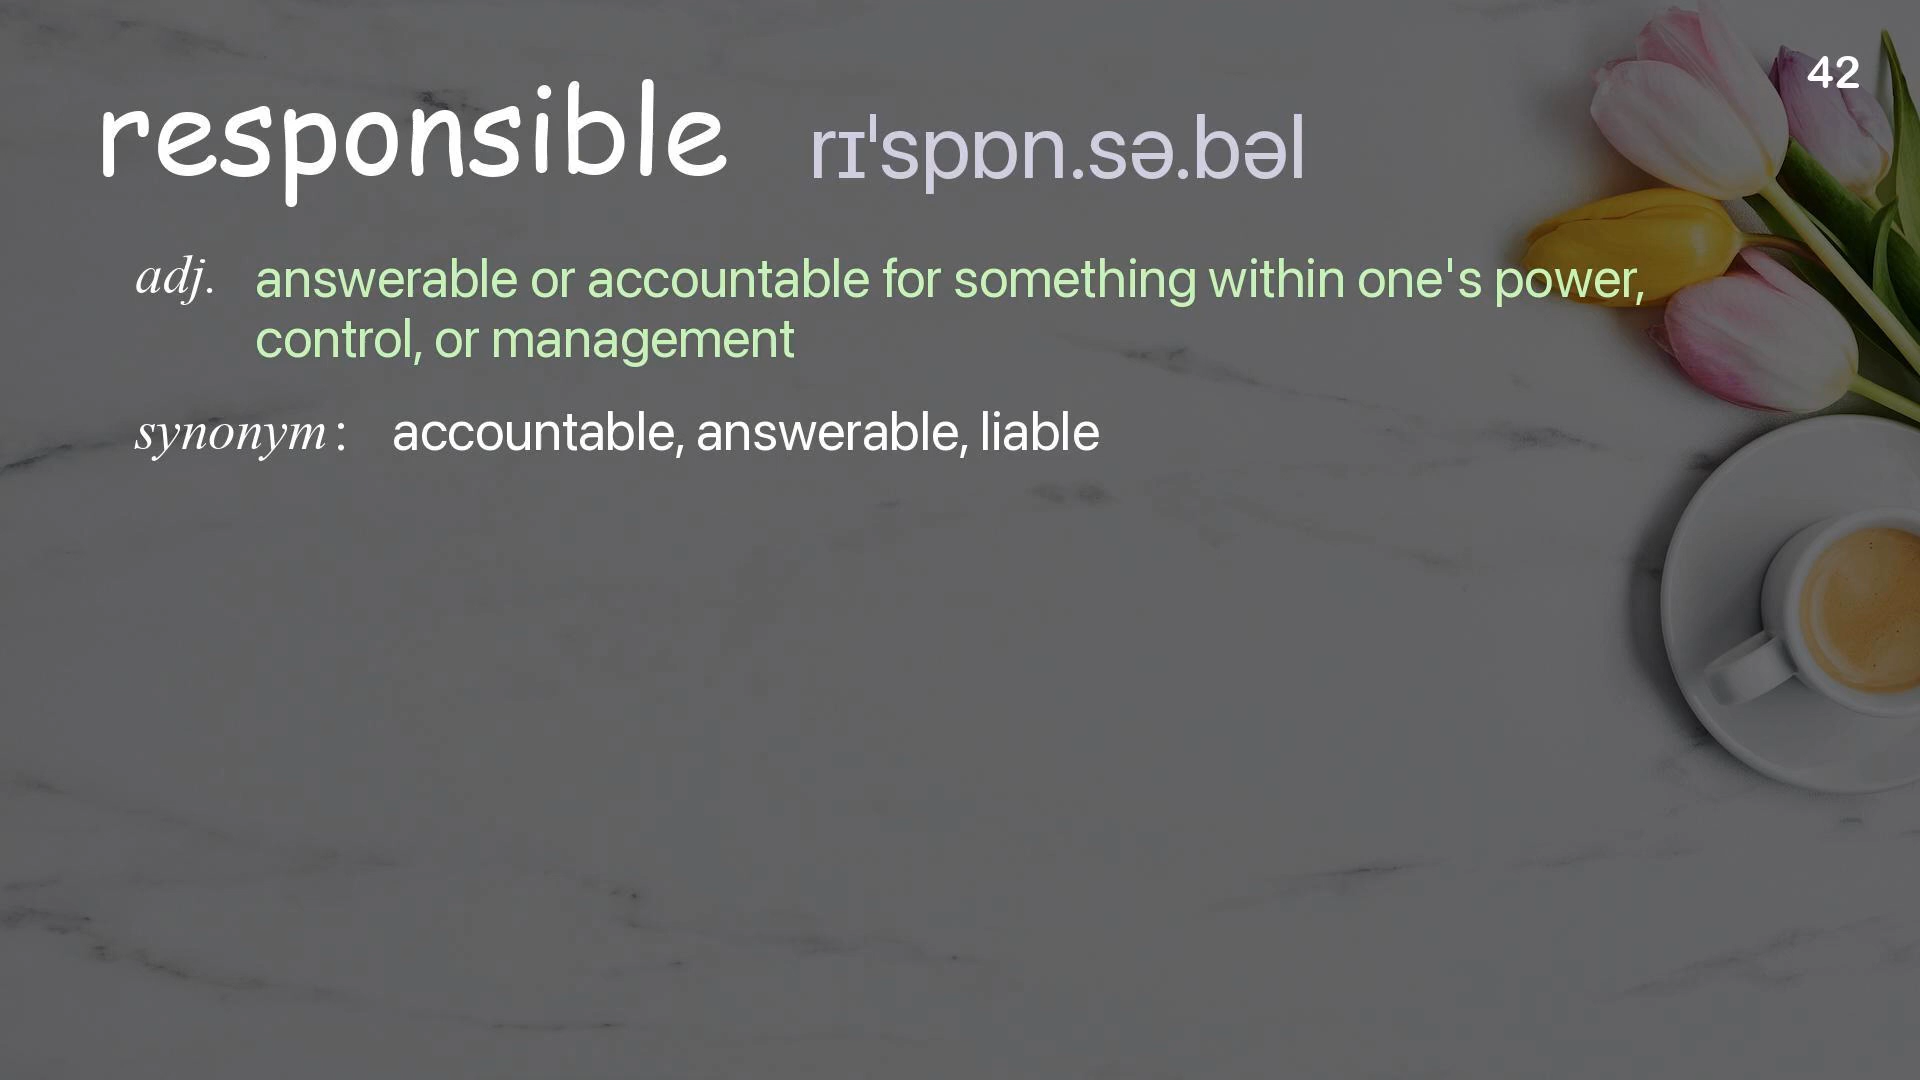 42
responsible rɪˈspɒn.sə.bəl
adj. answerable or accountable for something within one's power,
control, or management
synonym: accountable, answerable, liable